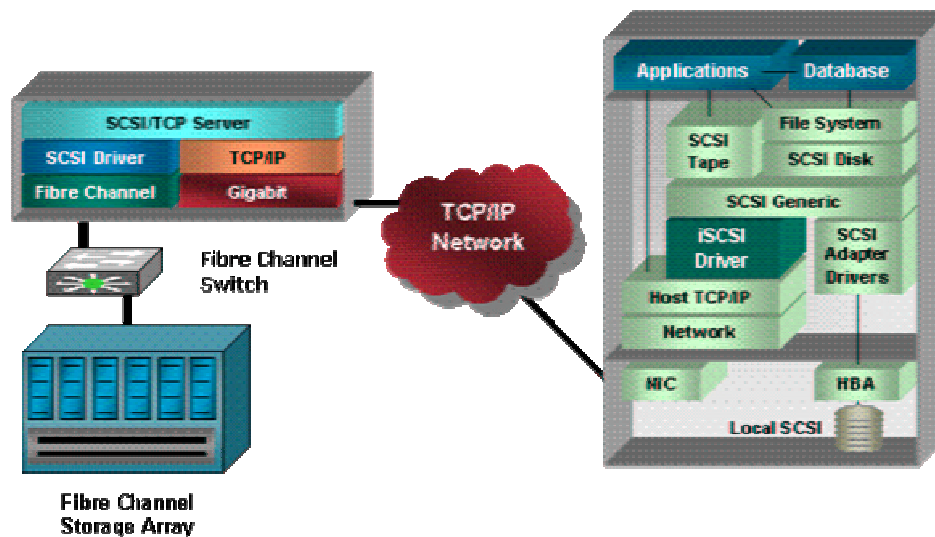 SCSI/TCP Server
SCSI Driver
TCP/IP
Fibre Channel
Gigabit
Fibre Channel
Switch
Fibre Channel
Storage Array
TCP/IP
Network
Applications
Database
SCSI
Tape
File System
SCSI Disk
SCSI Generic
iSCSI
Driver
SCSI
Adapter
Drivers
Host TCP/IP
Network
NIC
HBA
Local SCSI